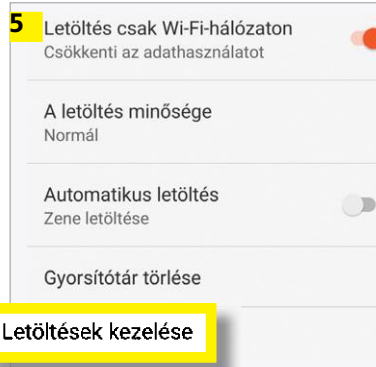 5
Letöltés csak Wi-Fi-hálózaton
Csökkenti az adathasználatot
A letöltés minősége
Normál
Automatikus letöltés
Zene letöltése
Gyorsítótár törlése
Letöltések kezelése